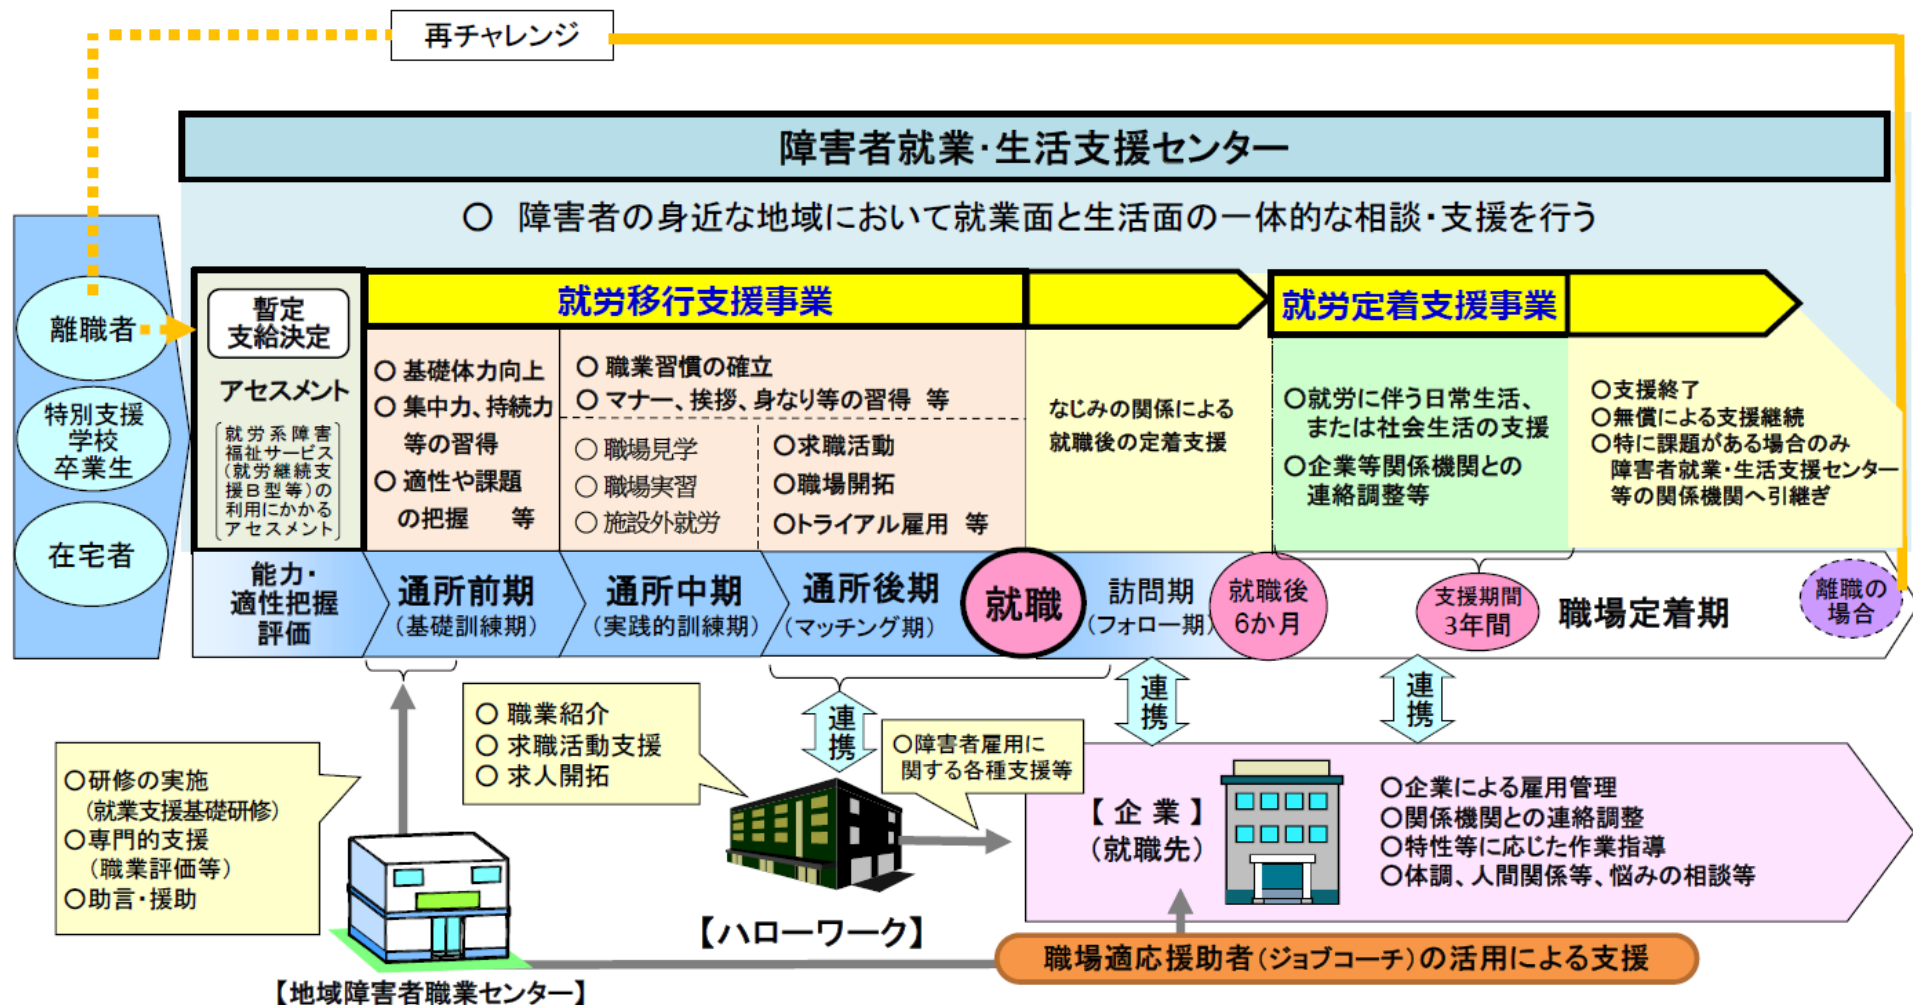 再チャレンジ
障害者就業・生活支援センター
○ 障害者の身近な地域において就業面と生活面の一体的な相談・支援を行う
離職者
特別支援
学校
卒業生
在宅者
暫定
支給決定
アセスメント
就労系障害
福祉サービス
(就労継続支
援B型等)の
利用にかかる
アセスメント
就労移行支援事業
○ 基礎体力向上
○ 集中力、持続力
等の習得
○ 適性や課題
の把握 等
○ 職業習慣の確立
○ マナー、挨拶、身なり等の習得 等
○ 職場見学
○ 職場実習
○ 施設外就労
○求職活動
○職場開拓
○トライアル雇用 等
なじみの関係による
就職後の定着支援
就労定着支援事業
○就労に伴う日常生活、
または社会生活の支援
○企業等関係機関との
連絡調整等
○支援終了
○無償による支援継続
○特に課題がある場合のみ
障害者就業・生活支援センター
等の関係機関へ引継ぎ
能力・
適性把握
評価
通所前期
(基礎訓練期)
通所中期
(実践的訓練期)
通所後期
(マッチング期)
就職
訪問期
(フォロー期)
就職後
6か月
支援期間
3年間
職場定着期
離職の
場合
○研修の実施
(就業支援基礎研修)
○専門的支援
(職業評価等)
○助言・援助
【地域障害者職業センター】
○ 職業紹介
○ 求職活動支援
○ 求人開拓
連携
【ハローワーク】
○障害者雇用に
関する各種支援等
連携
連携
【企業】
(就職先)
○企業による雇用管理
○関係機関との連絡調整
○特性等に応じた作業指導
○体調、人間関係等、悩みの相談等
職場適応援助者(ジョブコーチ)の活用による支援